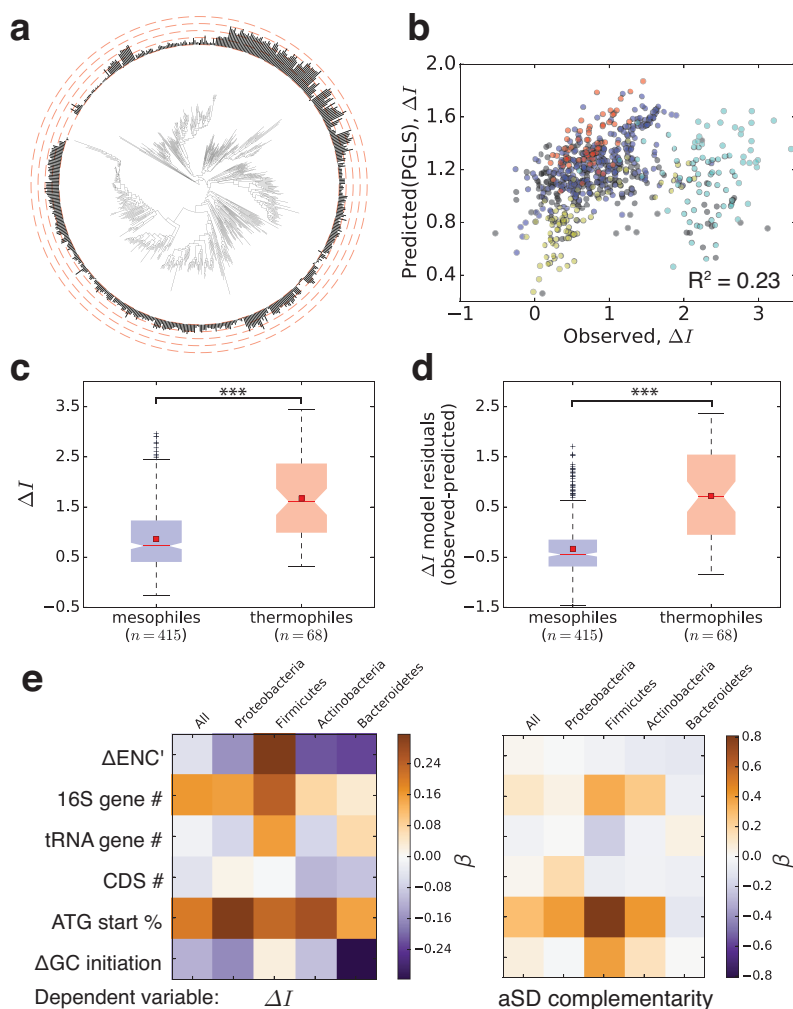 a
b
2.0
1.6
1.2
0.8
0.4
Predicted(PGLS), ΔI
R² = 0.23
−1 0 1 2 3
Observed, ΔI
c
***
3.5
2.5
1.5
0.5
−0.5
ΔI
mesophiles thermophiles
(n = 415) (n = 68)
d
***
2.5
1.5
0.5
−0.5
−1.5
ΔI model residuals
(observed-predicted)
mesophiles thermophiles
(n = 415) (n = 68)
e
All Proteobacteria Firmicutes Actinobacteria Bacteroidetes
ΔENC'
16S gene #
tRNA gene #
CDS #
ATG start %
ΔGC initiation
0.24
0.16
0.08
0.00
−0.08
−0.16
−0.24
β
Dependent variable: ΔI
All Proteobacteria Firmicutes Actinobacteria Bacteroidetes
0.8
0.6
0.4
0.2
0.0
−0.2
−0.4
−0.6
−0.8
β
aSD complementarity